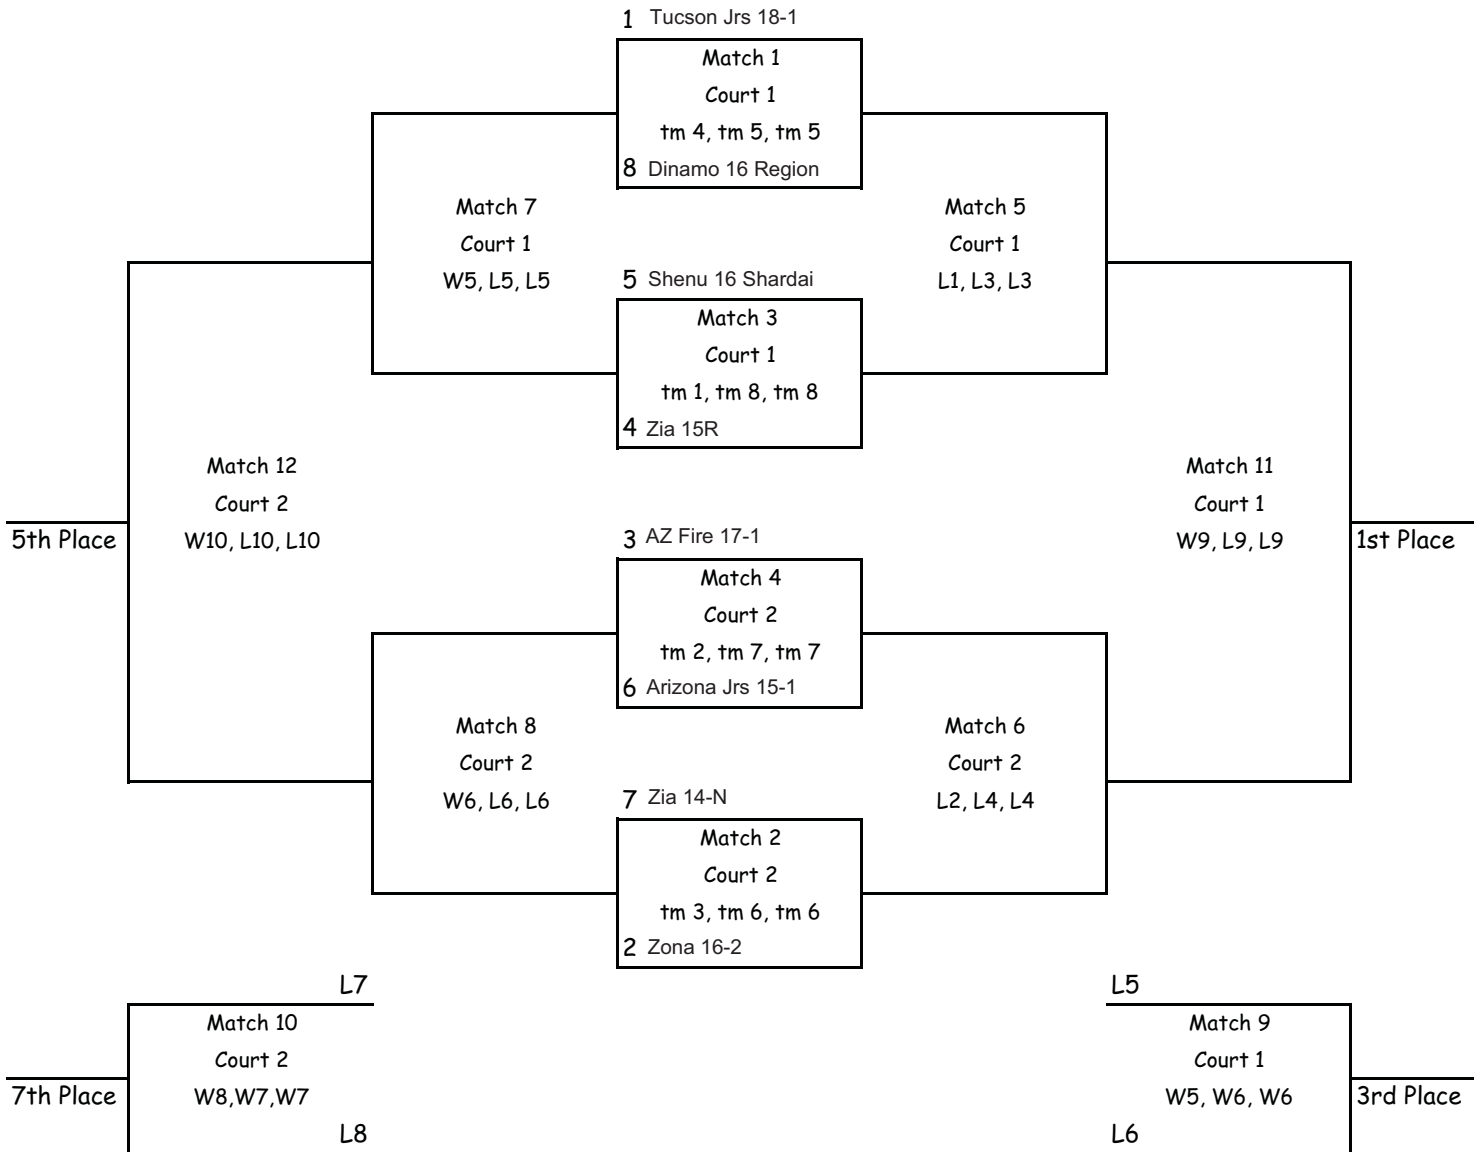 1 Tucson Jrs 18-1
Match 1
Court 1
tm 4, tm 5, tm 5
8 Dinamo 16 Region
Match 7
Court 1
W5, L5, L5
Match 5
Court 1
L1, L3, L3
5 Shenu 16 Shardai
Match 3
Court 1
tm 1, tm 8, tm 8
4 Zia 15R
Match 12
Court 2
W10, L10, L10
5th Place
Match 11
Court 1
W9, L9, L9
1st Place
3 AZ Fire 17-1
Match 4
Court 2
tm 2, tm 7, tm 7
6 Arizona Jrs 15-1
Match 8
Court 2
W6, L6, L6
Match 6
Court 2
L2, L4, L4
7 Zia 14-N
Match 2
Court 2
tm 3, tm 6, tm 6
2 Zona 16-2
L7
Match 10
Court 2
W8,W7,W7
7th Place
L8
L5
Match 9
Court 1
W5, W6, W6
3rd Place
L6